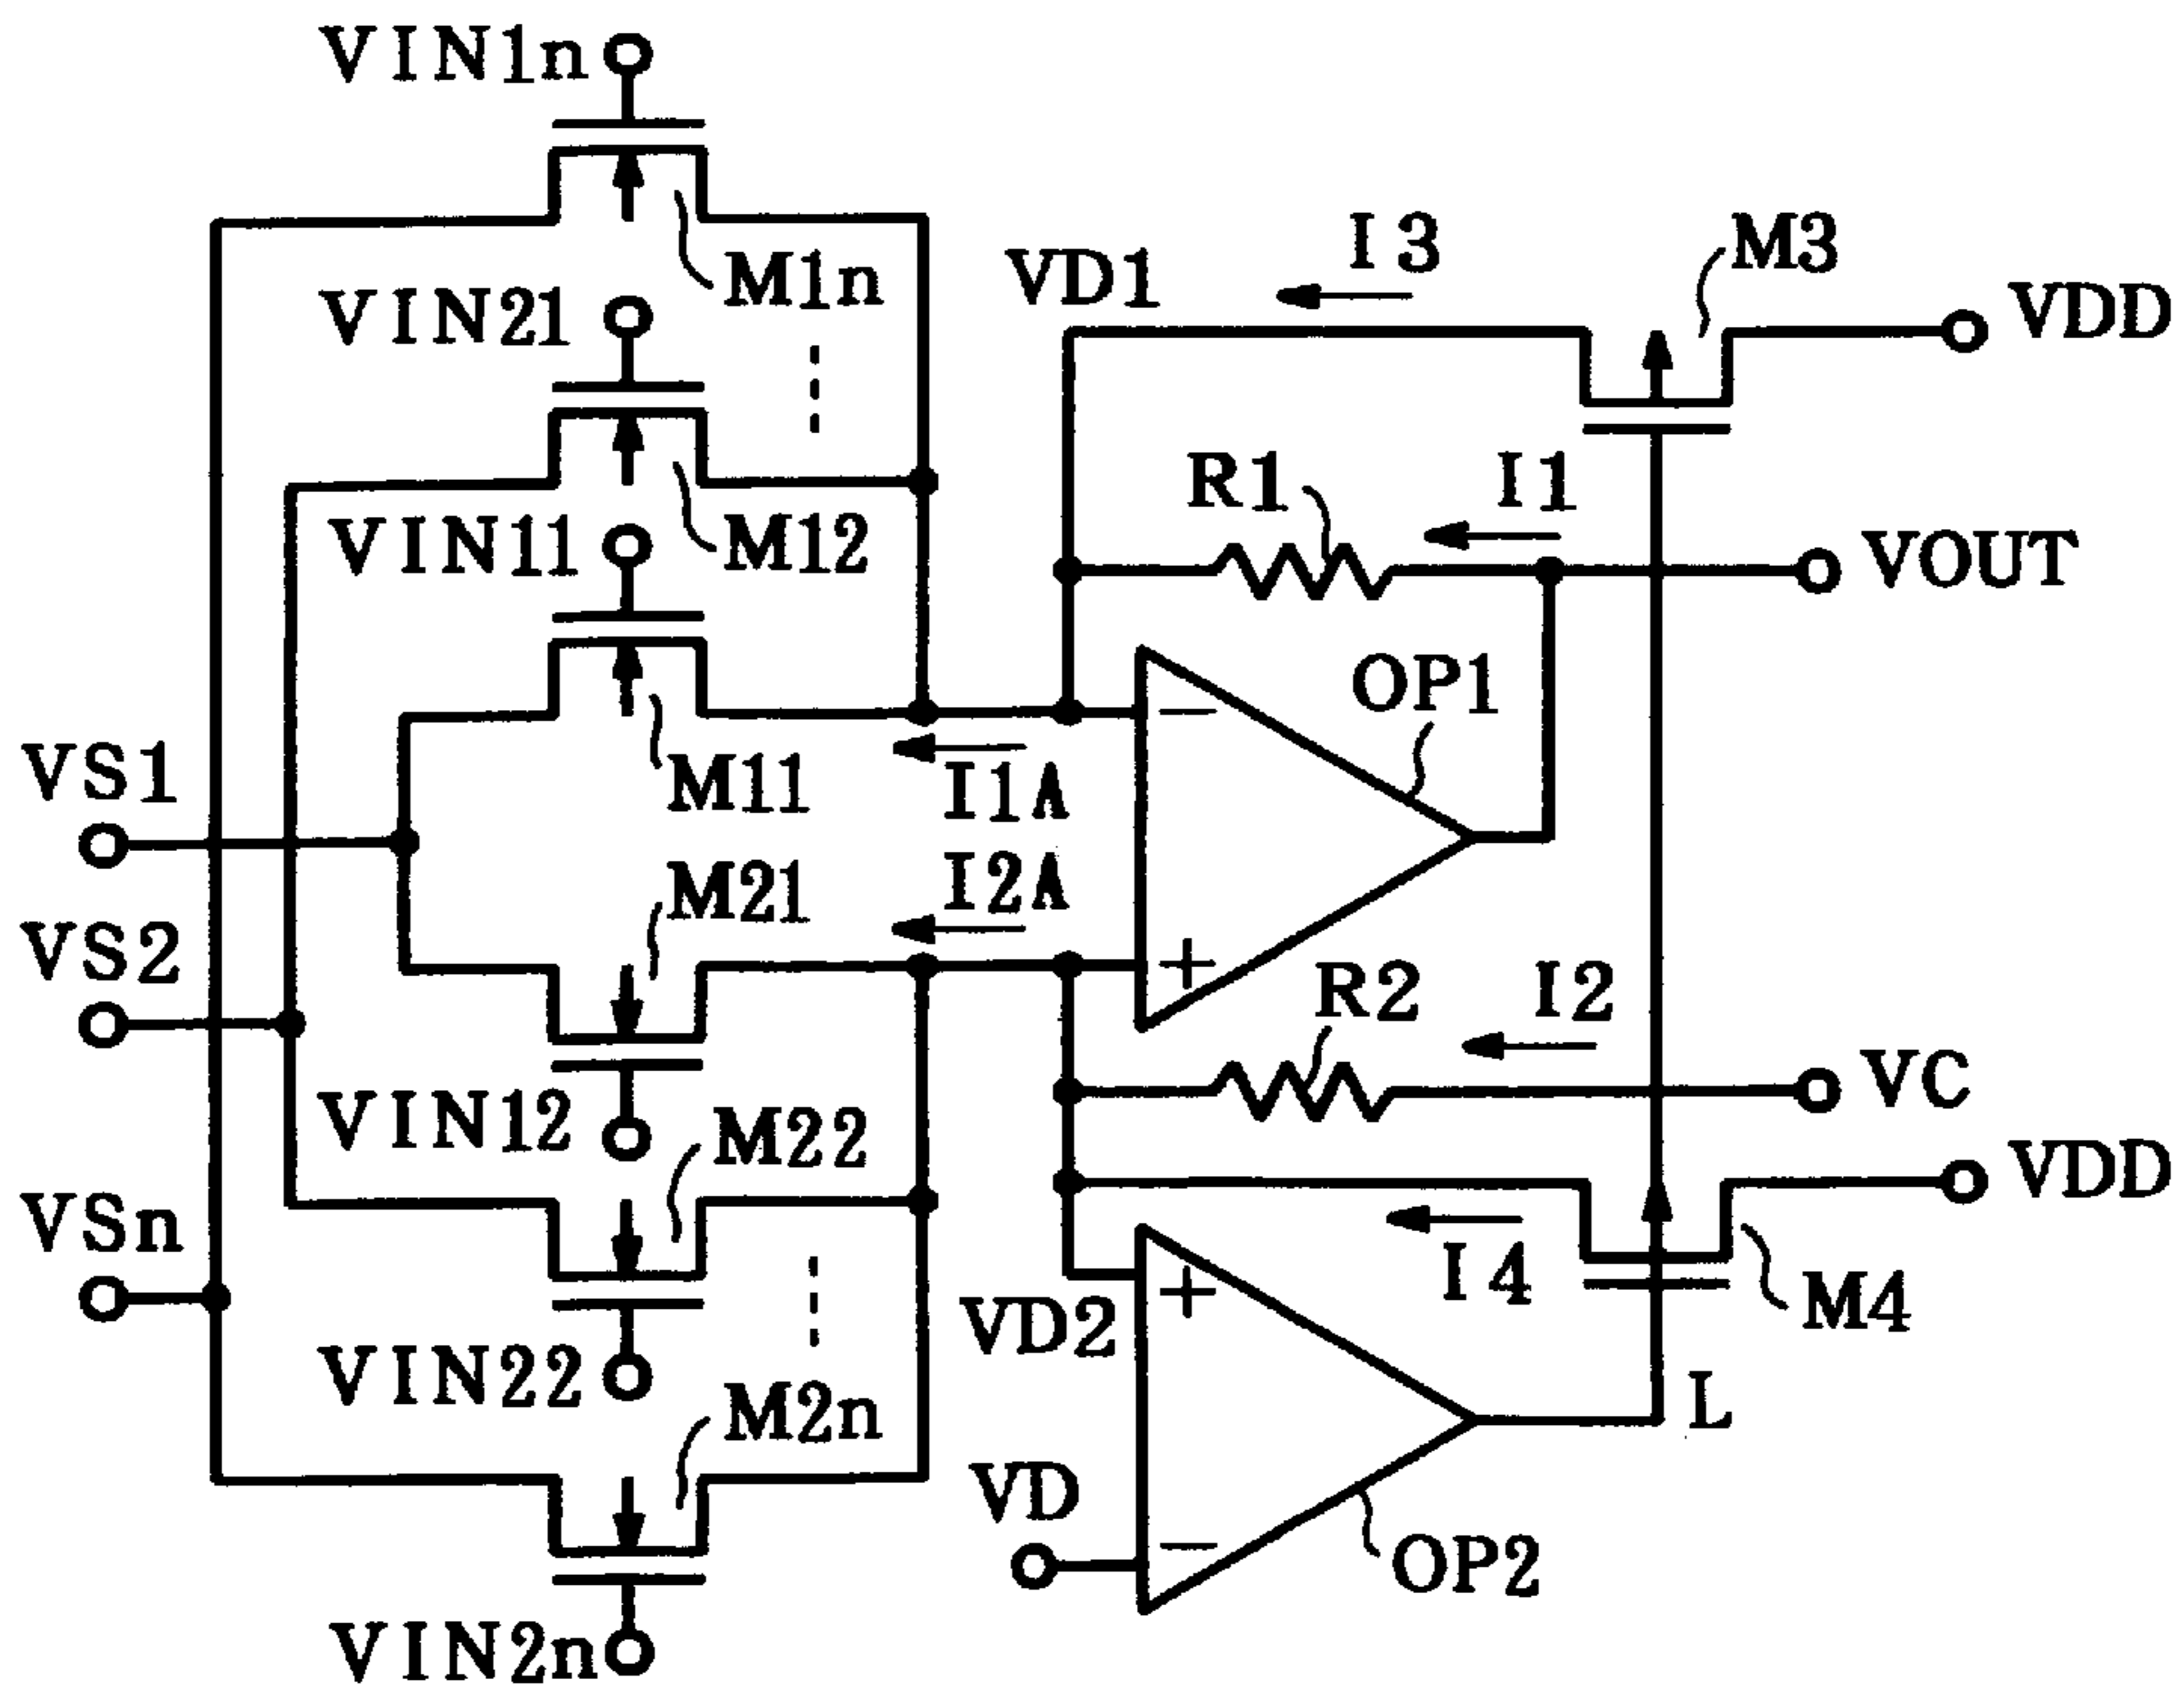 VIN1n
M1n
VIN21
M12
VIN11
M11
VS1
M21
VS2
VIN12
M22
VSn
VIN22
M2n
VIN2n
VD1
I3
M3
VDD
R1
I1
VOUT
OP1
−
I1A
I2A
+
R2
I2
VC
VDD
I4
M4
+
VD2
L
VD
−
OP2